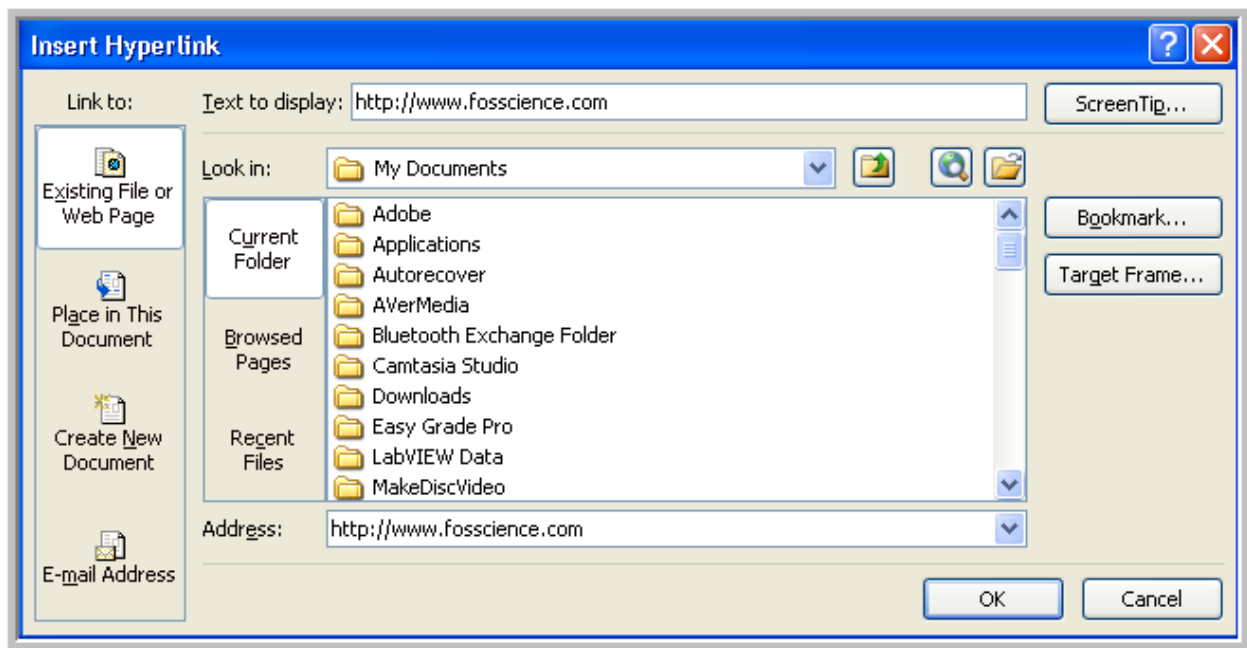 Insert Hyperlink
Link to:
Text to display: http://www.fosscience.com
ScreenTip...
Existing File or
Web Page
Place in This
Document
Create New
Document
E-mail Address
Look in:
My Documents
Current
Folder
Browsed
Pages
Recent
Files
Adobe
Applications
Autorecover
AVerMedia
Bluetooth Exchange Folder
Camtasia Studio
Downloads
Easy Grade Pro
LabVIEW Data
MakeDiscVideo
Bookmark...
Target Frame...
Address: http://www.fosscience.com
OK
Cancel